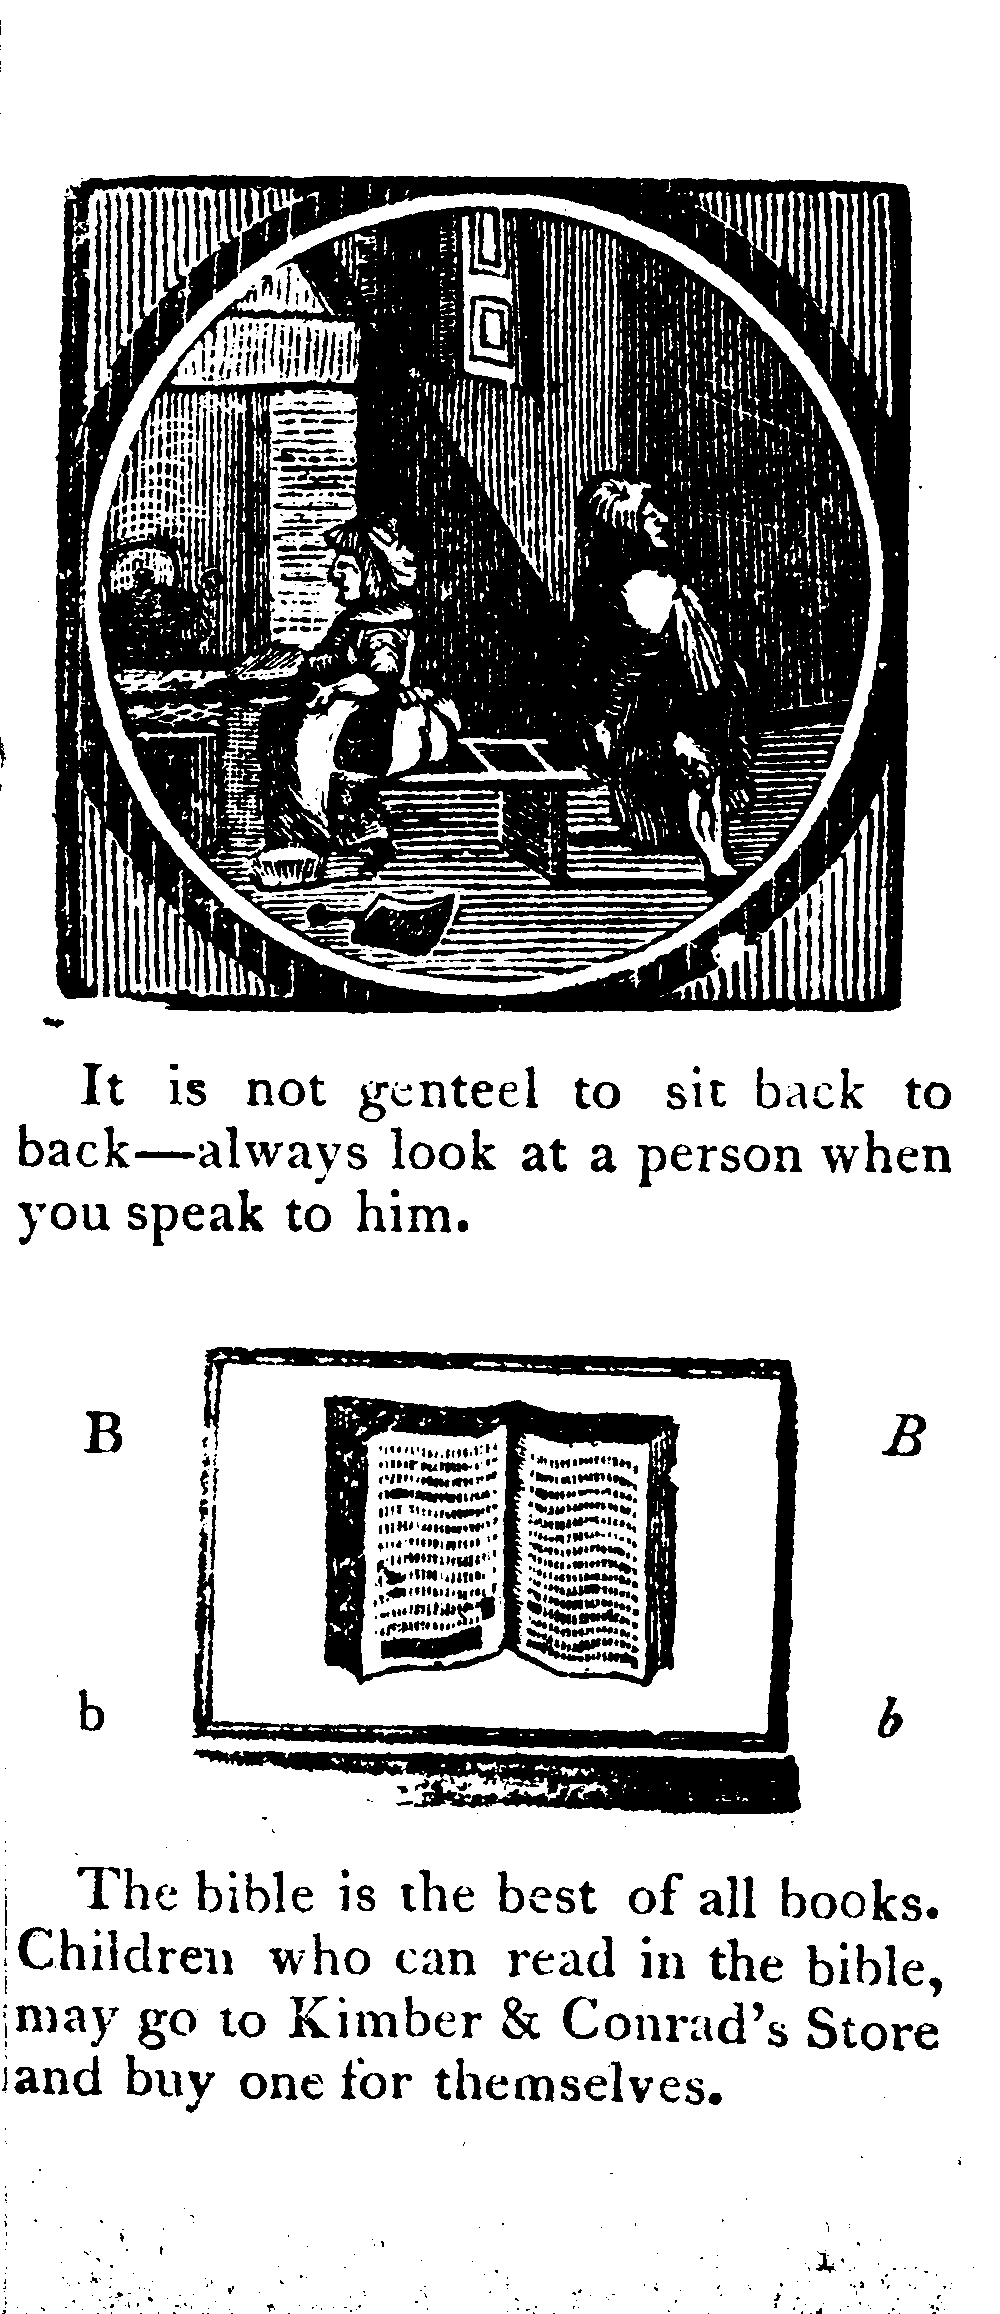 It is not genteel to sit back to
back—always look at a person when
you speak to him.
B B
b b
The bible is the best of all books.
Children who can read in the bible,
may go to Kimber & Conrad's Store
and buy one for themselves.
1